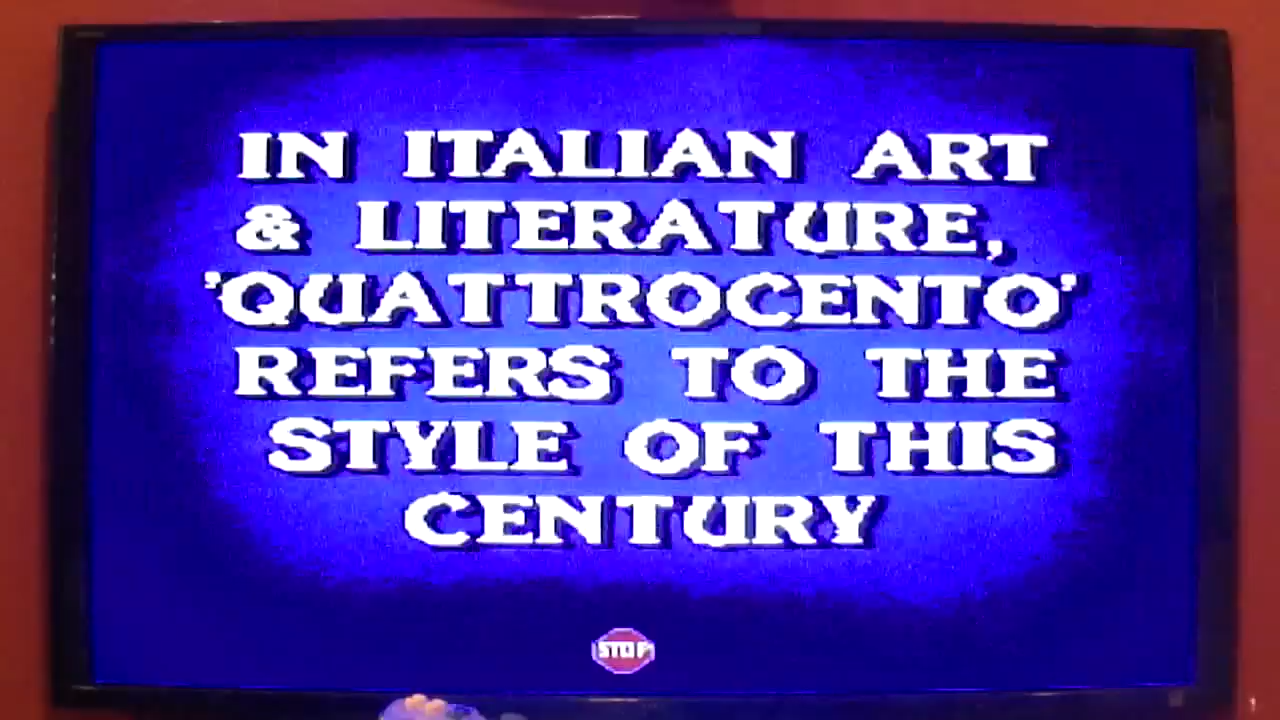 IN ITALIAN ART
& LITERATURE,
'QUATTROCENTO'
REFERS TO THE
STYLE OF THIS
CENTURY
STOP